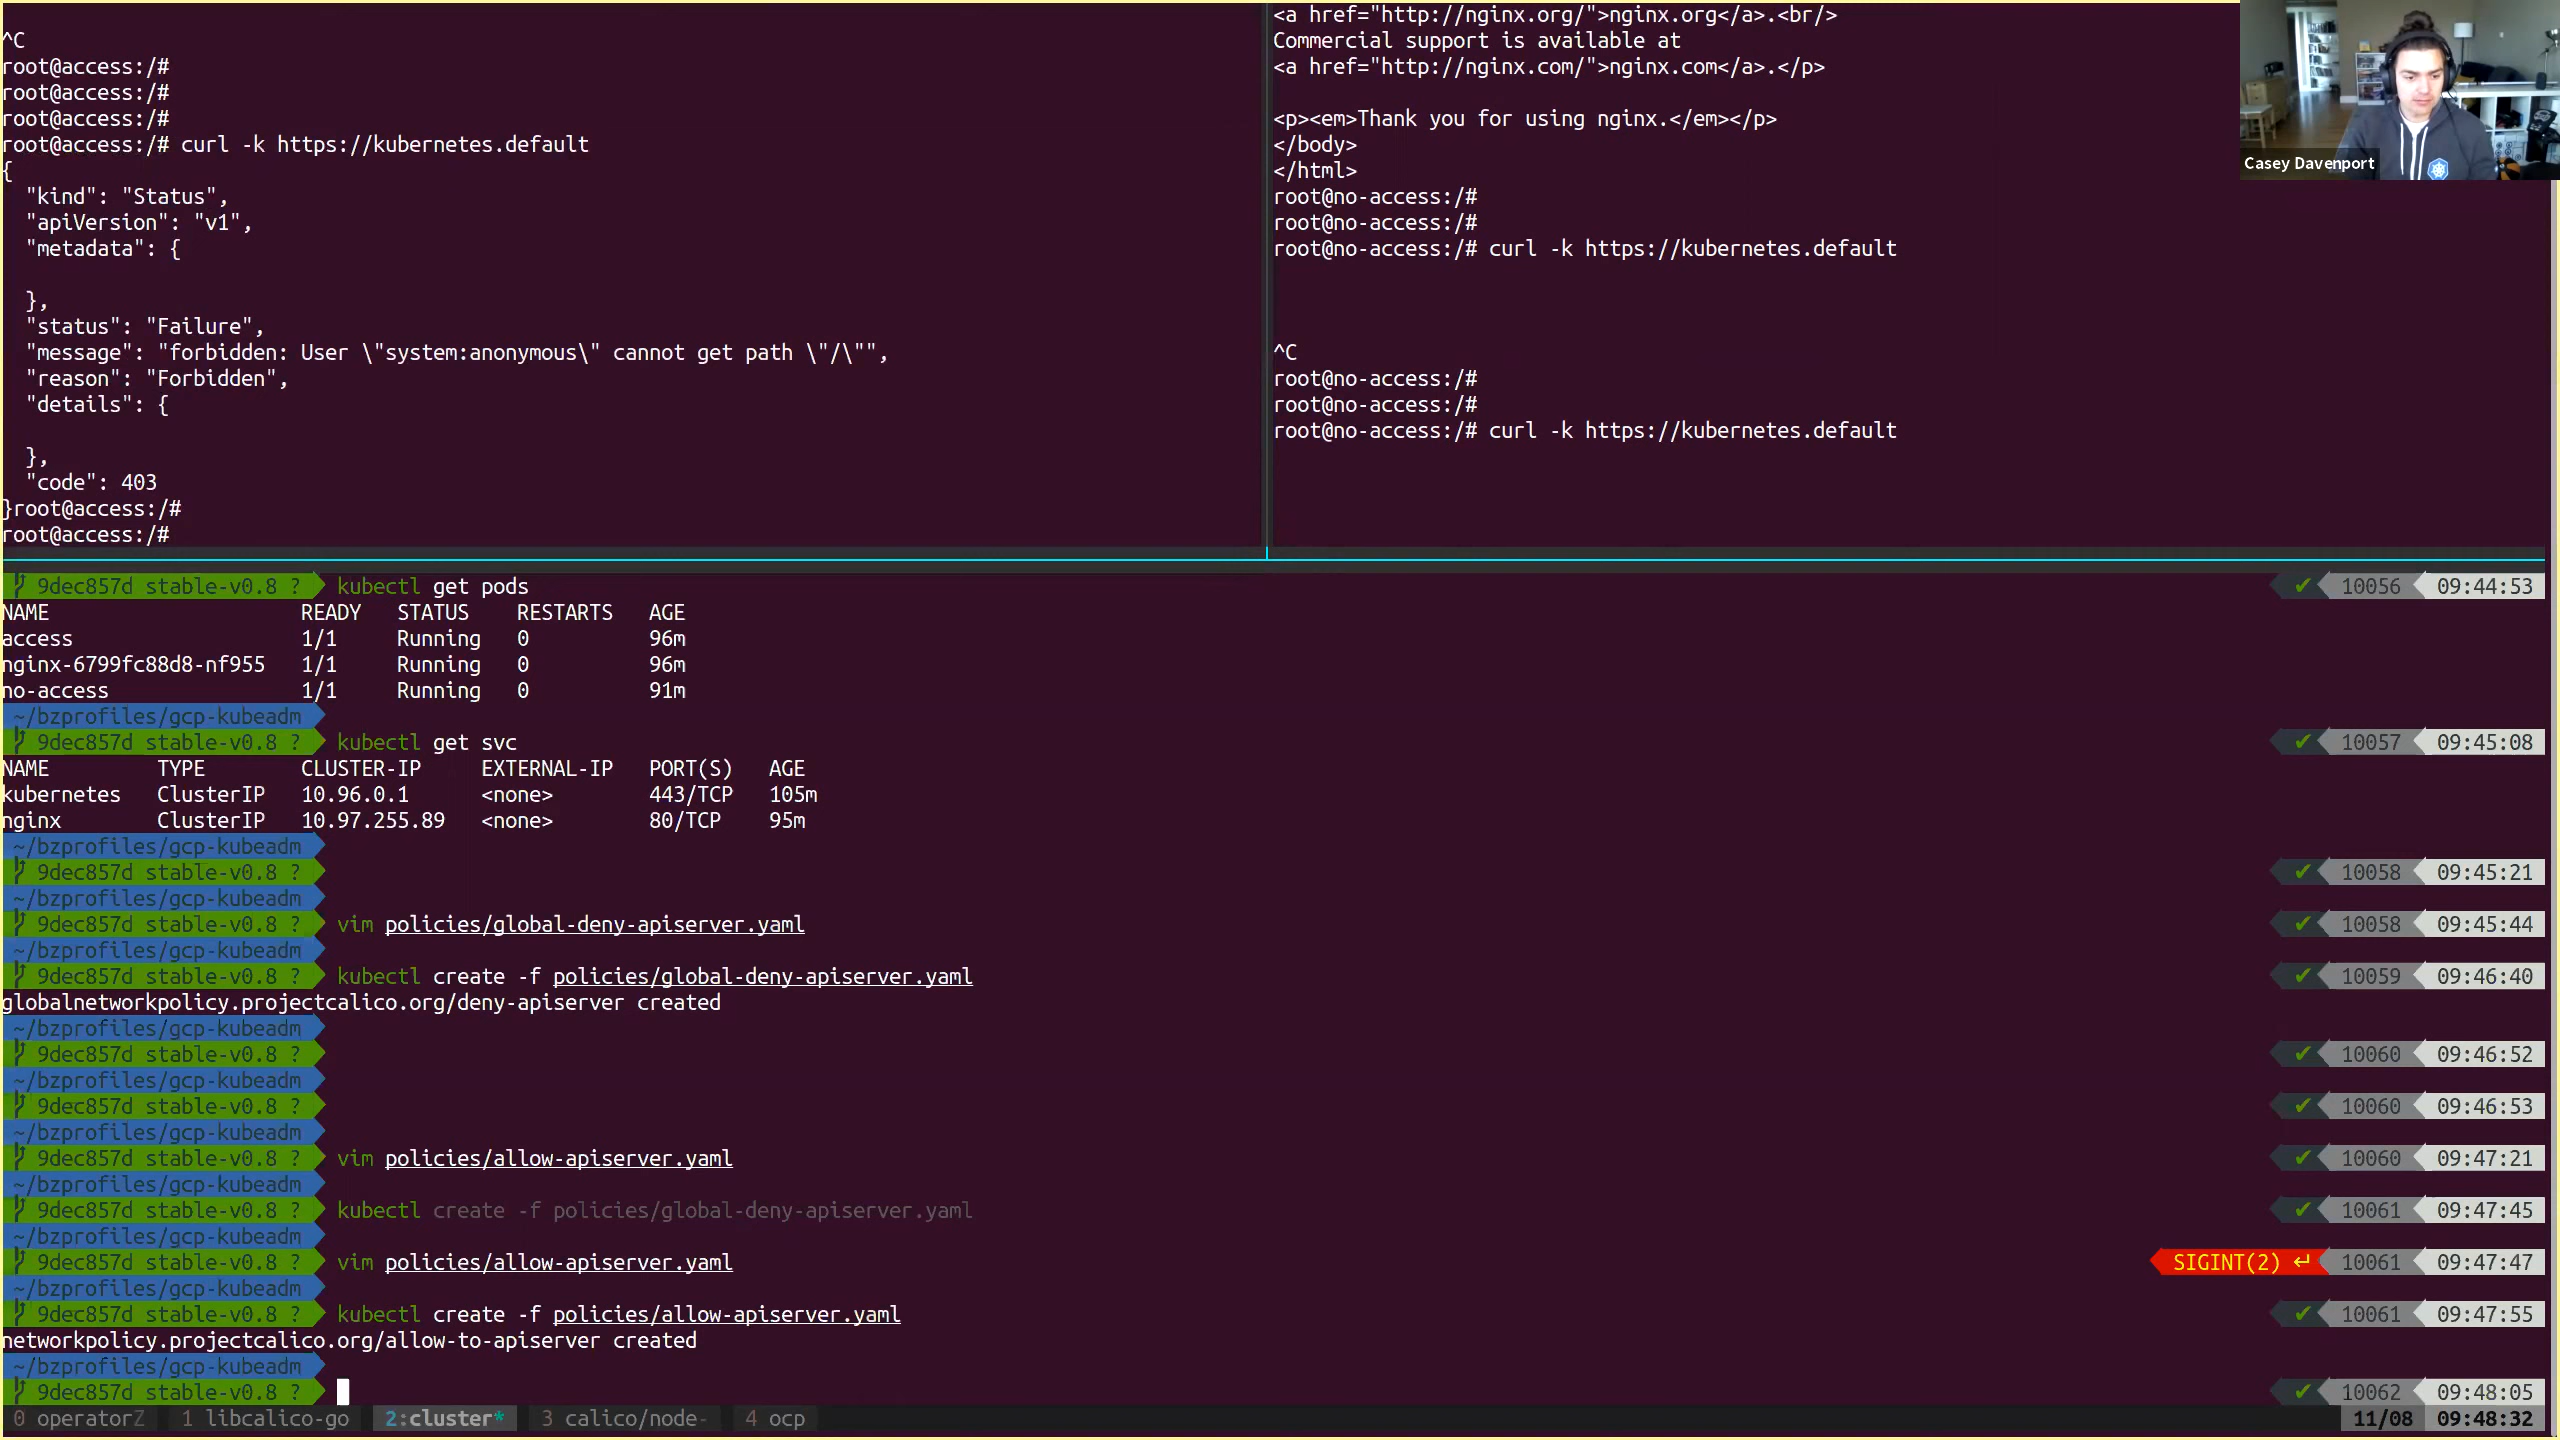 ^C
root@access:/#
root@access:/#
root@access:/#
root@access:/# curl -k https://kubernetes.default
{
  "kind": "Status",
  "apiVersion": "v1",
  "metadata": {

  },
  "status": "Failure",
  "message": "forbidden: User \"system:anonymous\" cannot get path \"/\"",
  "reason": "Forbidden",
  "details": {

  },
  "code": 403
}root@access:/#
root@access:/#
<a href="http://nginx.org/">nginx.org</a>.<br/>
Commercial support is available at
<a href="http://nginx.com/">nginx.com</a>.</p>

<p><em>Thank you for using nginx.</em></p>
</body>
</html>
root@no-access:/#
root@no-access:/#
root@no-access:/# curl -k https://kubernetes.default
^C
root@no-access:/#
root@no-access:/#
root@no-access:/# curl -k https://kubernetes.default
Casey Davenport
9dec857d stable-v0.8 ? kubectl get pods ✔ 10056 09:44:53
NAME READY STATUS RESTARTS AGE
access 1/1 Running 0 96m
nginx-6799fc88d8-nf955 1/1 Running 0 96m
no-access 1/1 Running 0 91m
~/bzprofiles/gcp-kubeadm
9dec857d stable-v0.8 ? kubectl get svc ✔ 10057 09:45:08
NAME TYPE CLUSTER-IP EXTERNAL-IP PORT(S) AGE
kubernetes ClusterIP 10.96.0.1 <none> 443/TCP 105m
nginx ClusterIP 10.97.255.89 <none> 80/TCP 95m
~/bzprofiles/gcp-kubeadm
9dec857d stable-v0.8 ? ✔ 10058 09:45:21
~/bzprofiles/gcp-kubeadm
9dec857d stable-v0.8 ? vim policies/global-deny-apiserver.yaml ✔ 10058 09:45:44
~/bzprofiles/gcp-kubeadm
9dec857d stable-v0.8 ? kubectl create -f policies/global-deny-apiserver.yaml ✔ 10059 09:46:40
globalnetworkpolicy.projectcalico.org/deny-apiserver created
~/bzprofiles/gcp-kubeadm
9dec857d stable-v0.8 ? ✔ 10060 09:46:52
~/bzprofiles/gcp-kubeadm
9dec857d stable-v0.8 ? ✔ 10060 09:46:53
~/bzprofiles/gcp-kubeadm
9dec857d stable-v0.8 ? vim policies/allow-apiserver.yaml ✔ 10060 09:47:21
~/bzprofiles/gcp-kubeadm
9dec857d stable-v0.8 ? kubectl create -f policies/global-deny-apiserver.yaml ✔ 10061 09:47:45
~/bzprofiles/gcp-kubeadm
9dec857d stable-v0.8 ? vim policies/allow-apiserver.yaml SIGINT(2) ↵ 10061 09:47:47
~/bzprofiles/gcp-kubeadm
9dec857d stable-v0.8 ? kubectl create -f policies/allow-apiserver.yaml ✔ 10061 09:47:55
networkpolicy.projectcalico.org/allow-to-apiserver created
~/bzprofiles/gcp-kubeadm
9dec857d stable-v0.8 ? ✔ 10062 09:48:05
0 operatorZ 1 libcalico-go 2:cluster* 3 calico/node- 4 ocp 11/08 09:48:32